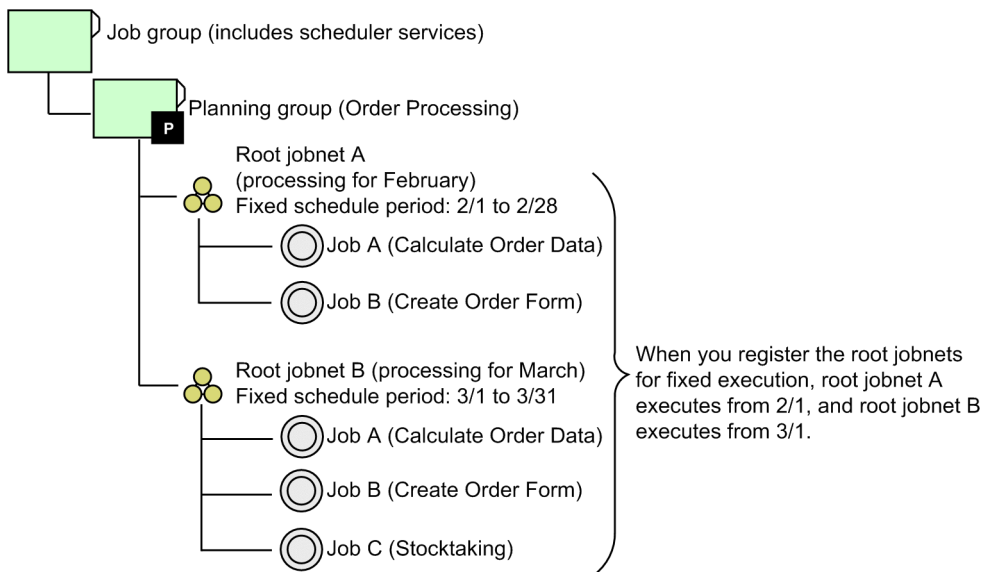 Job group (includes scheduler services)
Planning group (Order Processing)
P
Root jobnet A
(processing for February)
Fixed schedule period: 2/1 to 2/28
Job A (Calculate Order Data)
Job B (Create Order Form)
Root jobnet B (processing for March)
Fixed schedule period: 3/1 to 3/31
Job A (Calculate Order Data)
Job B (Create Order Form)
Job C (Stocktaking)
When you register the root jobnets
for fixed execution, root jobnet A
executes from 2/1, and root jobnet B
executes from 3/1.